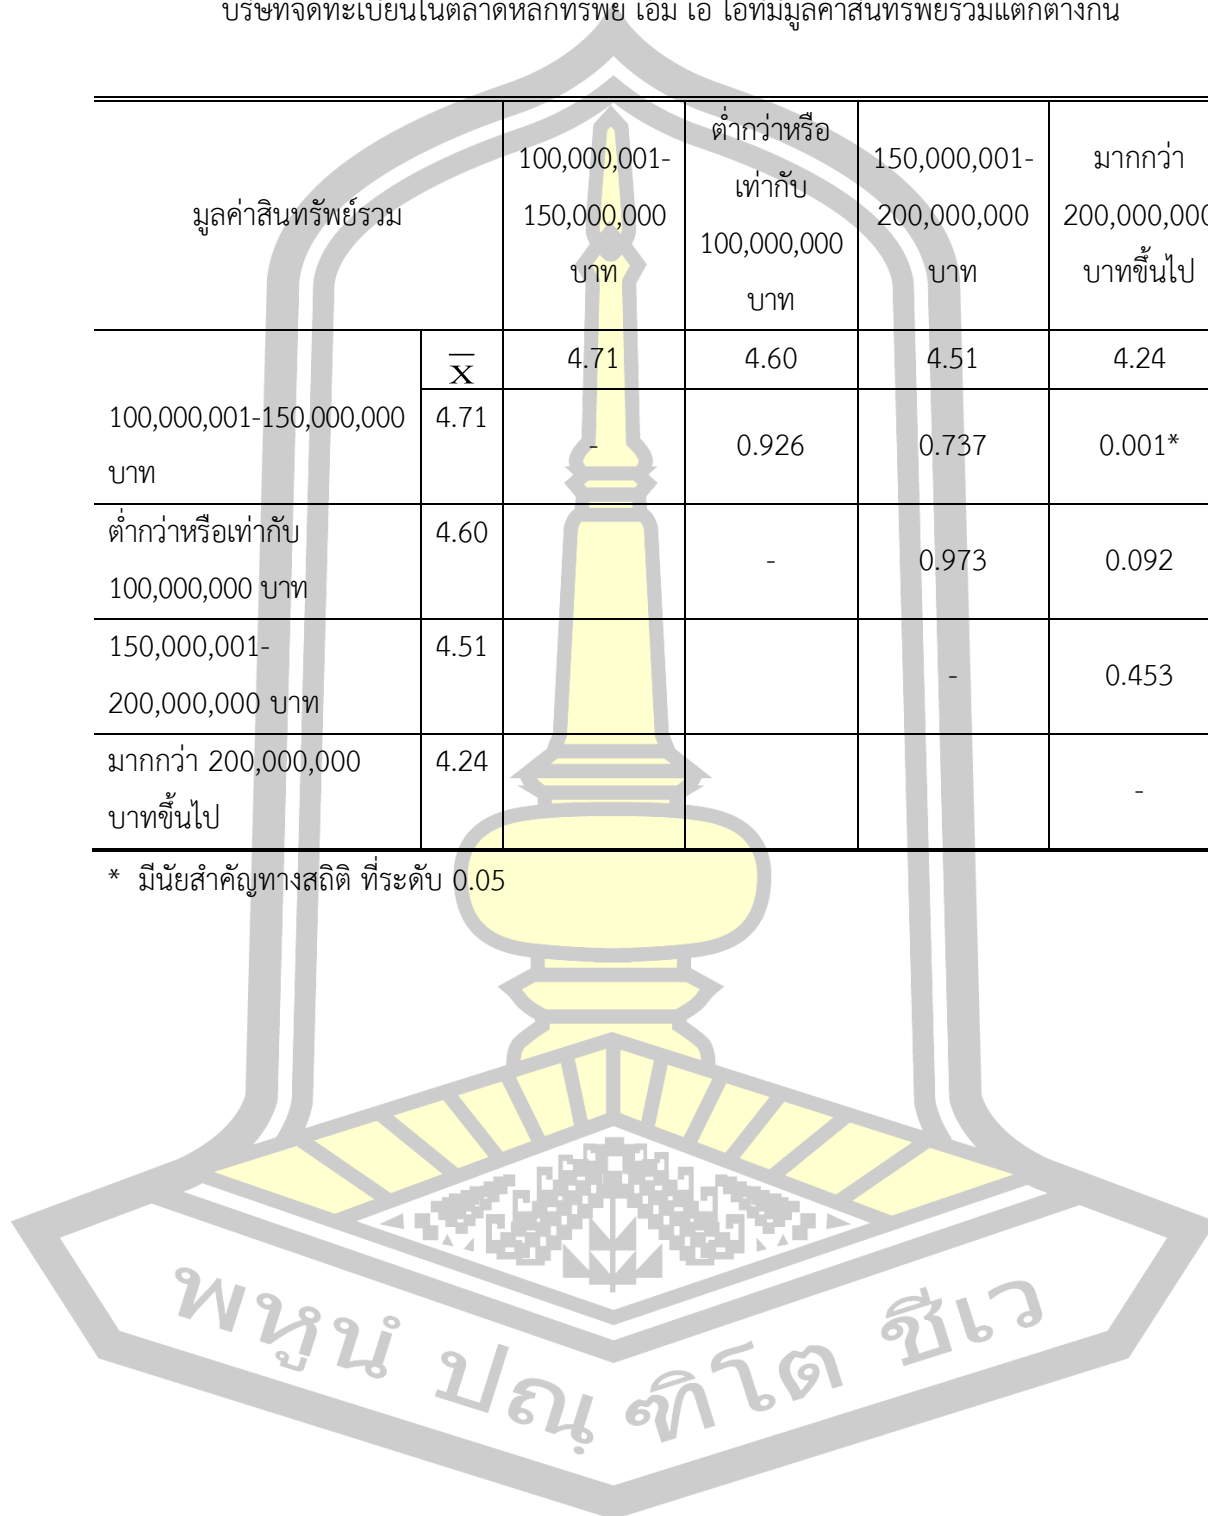 บริษัทจดทะเบียนในตลาดหลักทรัพย์ เอ็ม เอ ไอที่มีมูลค่าสินทรัพย์รวมแตกต่างกัน
มูลค่าสินทรัพย์รวม
100,000,001-
150,000,000
บาท
ต่ำกว่าหรือ
เท่ากับ
100,000,000
บาท
150,000,001-
200,000,000
บาท
มากกว่า
200,000,000
บาทขึ้นไป
x̄ 4.71 4.60 4.51 4.24
100,000,001-150,000,000 4.71
บาท
- 0.926 0.737 0.001*
ต่ำกว่าหรือเท่ากับ 4.60
100,000,000 บาท
- 0.973 0.092
150,000,001- 4.51
200,000,000 บาท
- 0.453
มากกว่า 200,000,000 4.24
บาทขึ้นไป
-
* มีนัยสำคัญทางสถิติ ที่ระดับ 0.05
พหูนํ ปณฺฑิโต ชีเว